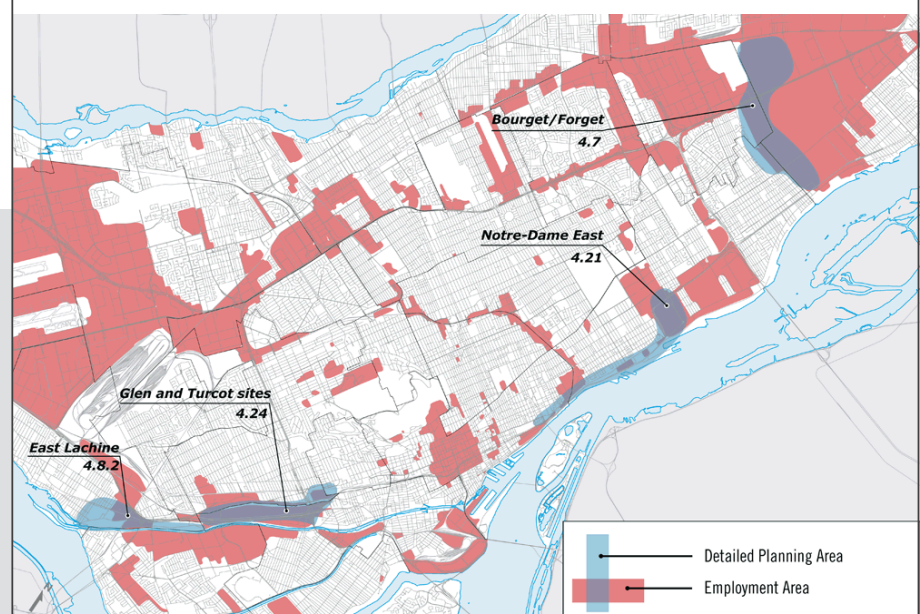 Bourget/Forget
4.7
Notre-Dame East
4.21
Glen and Turcot sites
4.24
East Lachine
4.8.2
Detailed Planning Area
Employment Area